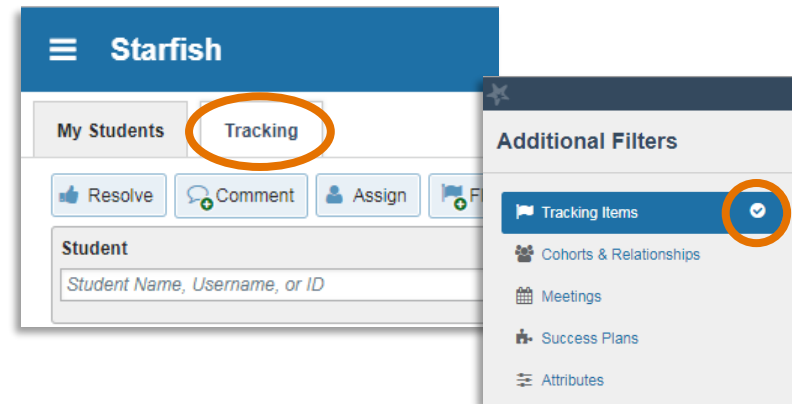 Starfish
My Students
Tracking
Resolve
Comment
Assign
Student
Student Name, Username, or ID
Additional Filters
Tracking Items
Cohorts & Relationships
Meetings
Success Plans
Attributes